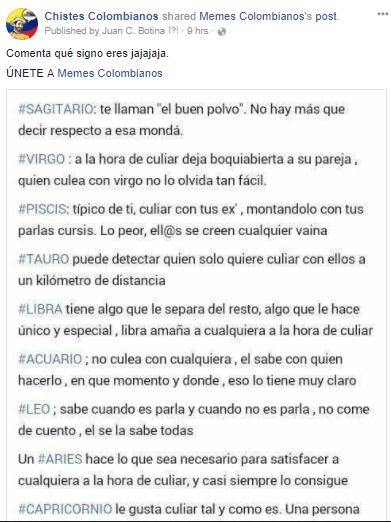 Chistes Colombianos shared Memes Colombianos's post.
Published by Juan C. Botina [?] · 9 hrs ·
Comenta qué signo eres jajajaja.
ÚNETE A Memes Colombianos
#SAGITARIO: te llaman "el buen polvo". No hay más que
decir respecto a esa mondá.
#VIRGO : a la hora de culiar deja boquiabierta a su pareja ,
quien culea con virgo no lo olvida tan fácil.
#PISCIS: típico de ti, culiar con tus ex' , montandolo con tus
parlas cursis. Lo peor, ell@s se creen cualquier vaina
#TAURO puede detectar quien solo quiere culiar con ellos a
un kilómetro de distancia
#LIBRA tiene algo que le separa del resto, algo que le hace
único y especial , libra amaña a cualquiera a la hora de culiar
#ACUARIO ; no culea con cualquiera , el sabe con quien
hacerlo , en que momento y donde , eso lo tiene muy claro
#LEO ; sabe cuando es parla y cuando no es parla , no come
de cuento , el se la sabe todas
Un #ARIES hace lo que sea necesario para satisfacer a
cualquiera a la hora de culiar, y casi siempre lo consigue
#CAPRICORNIO le gusta culiar tal y como es. Una persona